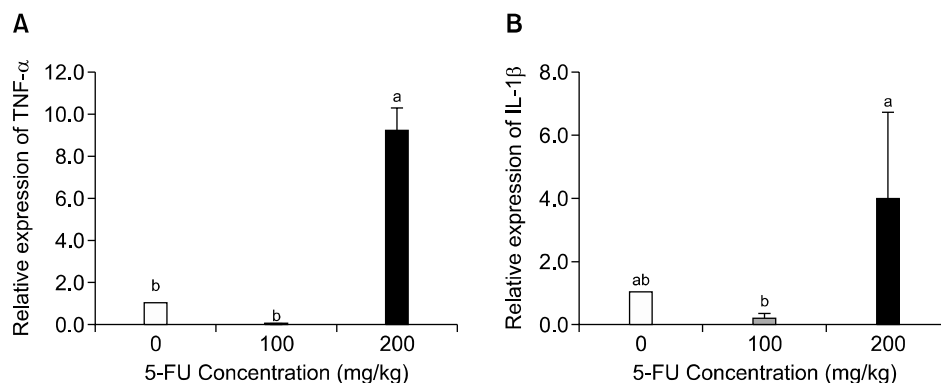 A
Relative expression of TNF-α
12.0
10.0
8.0
6.0
4.0
2.0
0.0
b
b
a
0
100
200
5-FU Concentration (mg/kg)
B
Relative expression of IL-1β
8.0
6.0
4.0
2.0
0.0
ab
b
a
0
100
200
5-FU Concentration (mg/kg)